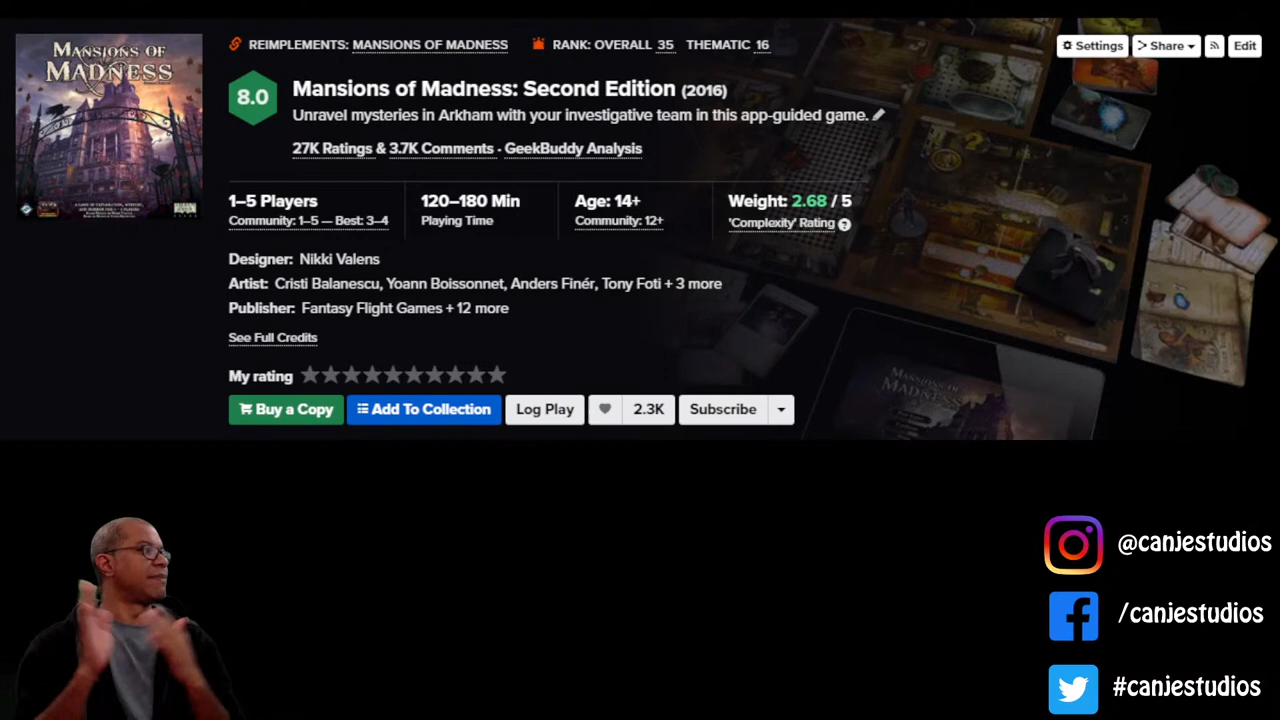 MANSIONS OF
MADNESS
REIMPLEMENTS: MANSIONS OF MADNESS
RANK: OVERALL 35 THEMATIC 16
Settings
Share
Edit
8.0
Mansions of Madness: Second Edition (2016)
Unravel mysteries in Arkham with your investigative team in this app-guided game.
27K Ratings & 3.7K Comments · GeekBuddy Analysis
1–5 Players
Community: 1–5 — Best: 3–4
120–180 Min
Playing Time
Age: 14+
Community: 12+
Weight: 2.68 / 5
'Complexity' Rating
Designer: Nikki Valens
Artist: Cristi Balanescu, Yoann Boissonnet, Anders Finér, Tony Foti + 3 more
Publisher: Fantasy Flight Games + 12 more
See Full Credits
My rating
Buy a Copy
Add To Collection
Log Play
2.3K
Subscribe
MANSIONS OF
MADNESS
@canjestudios
/canjestudios
#canjestudios